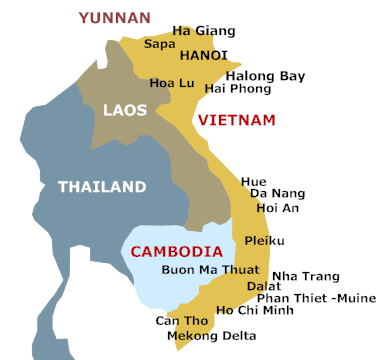 YUNNAN
Ha Giang
Sapa
HANOI
Halong Bay
Hoa Lu
Hai Phong
LAOS
VIETNAM
THAILAND
Hue
Da Nang
Hoi An
Pleiku
CAMBODIA
Buon Ma Thuat
Nha Trang
Dalat
Phan Thiet -Muine
Ho Chi Minh
Can Tho
Mekong Delta